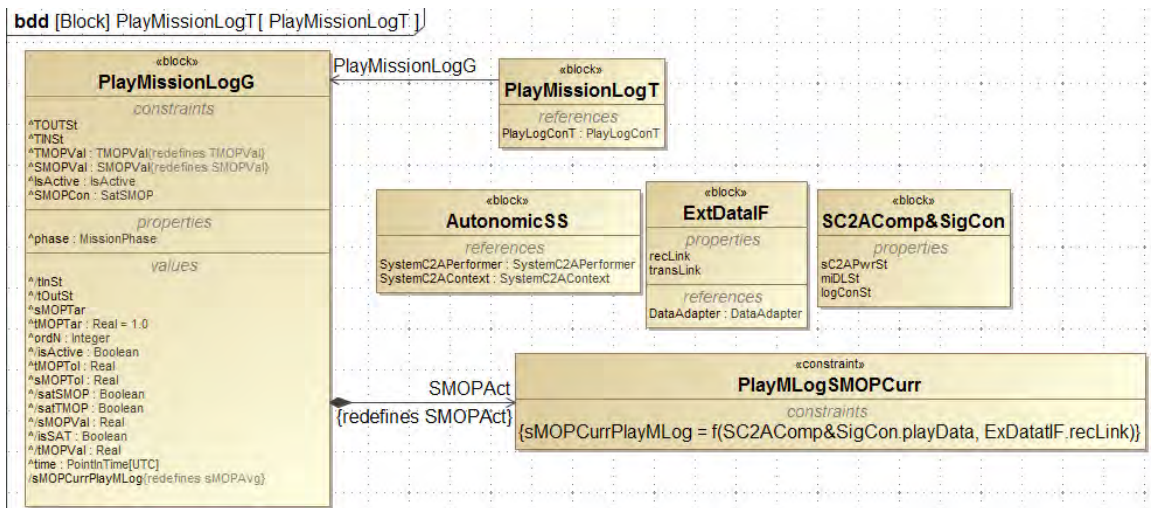 bdd [Block] PlayMissionLogT[ PlayMissionLogT ]
«block»
PlayMissionLogG
constraints
^TOUTSt
^TINSt
^TMOPVal : TMOPVal{redefines TMOPVal}
^SMOPVal : SMOPVal{redefines SMOPVal}
^IsActive : IsActive
^SMOPCon : SatSMOP
properties
^phase : MissionPhase
values
^/tInSt
^/tOutSt
^sMOPTar
^tMOPTar : Real = 1.0
^ordN : Integer
^/isActive : Boolean
^tMOPTol : Real
^sMOPTol : Real
^/satSMOP : Boolean
^/satTMOP : Boolean
^/sMOPVal : Real
^/isSAT : Boolean
^/tMOPVal : Real
^time : PointInTime[UTC]
/sMOPCurrPlayMLog{redefines sMOPAvg}
PlayMissionLogG
«block»
PlayMissionLogT
references
PlayLogConT : PlayLogConT
«block»
AutonomicSS
references
SystemC2APerformer : SystemC2APerformer
SystemC2AContext : SystemC2AContext
«block»
ExtDataIF
properties
recLink
transLink
references
DataAdapter : DataAdapter
«block»
SC2AComp&SigCon
properties
sC2APwrSt
miDLSt
logConSt
SMOPAct
{redefines SMOPAct}
«constraint»
PlayMLogSMOPCurr
constraints
{sMOPCurrPlayMLog = f(SC2AComp&SigCon.playData, ExDatatIF.recLink)}